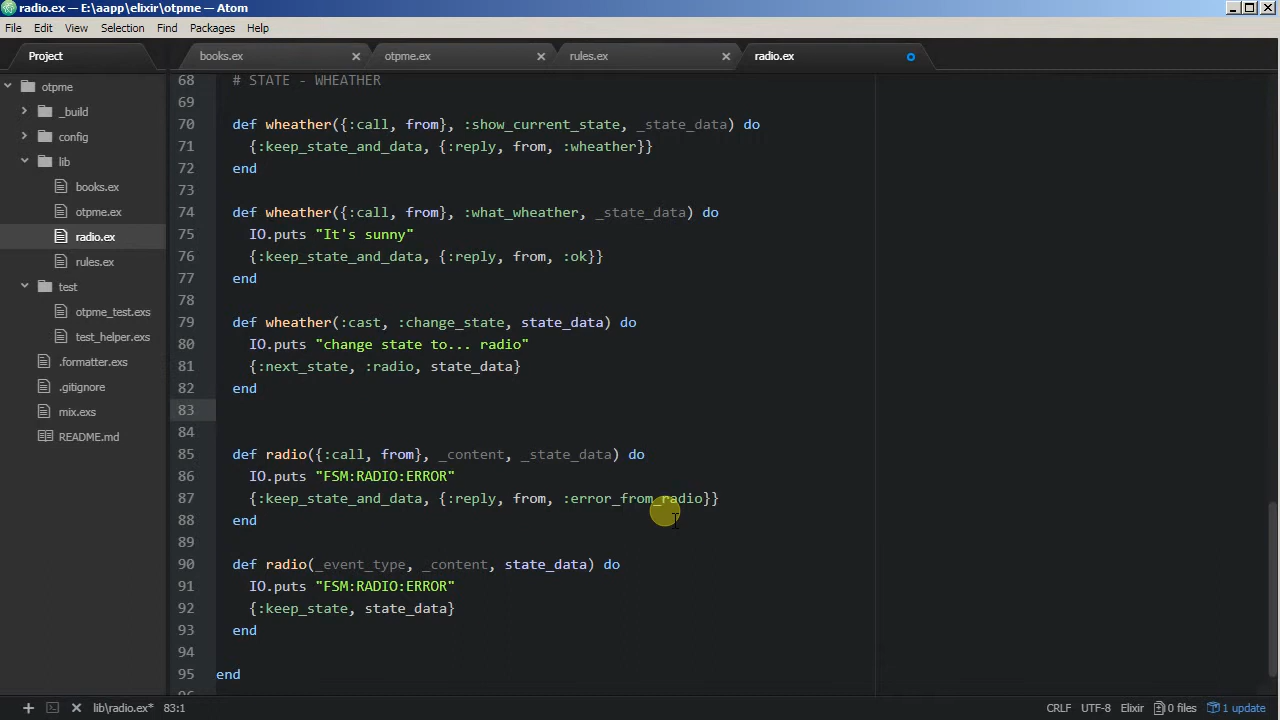 radio.ex — E:\aapp\elixir\otpme — Atom
File Edit View Selection Find Packages Help
Project
books.ex otpme.ex rules.ex radio.ex
otpme
_build
config
lib
books.ex
otpme.ex
radio.ex
rules.ex
test
otpme_test.exs
test_helper.exs
.formatter.exs
.gitignore
mix.exs
README.md
68 # STATE - WHEATHER
69
70 def wheather({:call, from}, :show_current_state, _state_data) do
71 {:keep_state_and_data, {:reply, from, :wheather}}
72 end
73
74 def wheather({:call, from}, :what_wheather, _state_data) do
75 IO.puts "It's sunny"
76 {:keep_state_and_data, {:reply, from, :ok}}
77 end
78
79 def wheather(:cast, :change_state, state_data) do
80 IO.puts "change state to... radio"
81 {:next_state, :radio, state_data}
82 end
83
84
85 def radio({:call, from}, _content, _state_data) do
86 IO.puts "FSM:RADIO:ERROR"
87 {:keep_state_and_data, {:reply, from, :error_from_radio}}
88 end
89
90 def radio(_event_type, _content, state_data) do
91 IO.puts "FSM:RADIO:ERROR"
92 {:keep_state, state_data}
93 end
94
95 end
lib\radio.ex* 83:1 CRLF UTF-8 Elixir 0 files 1 update